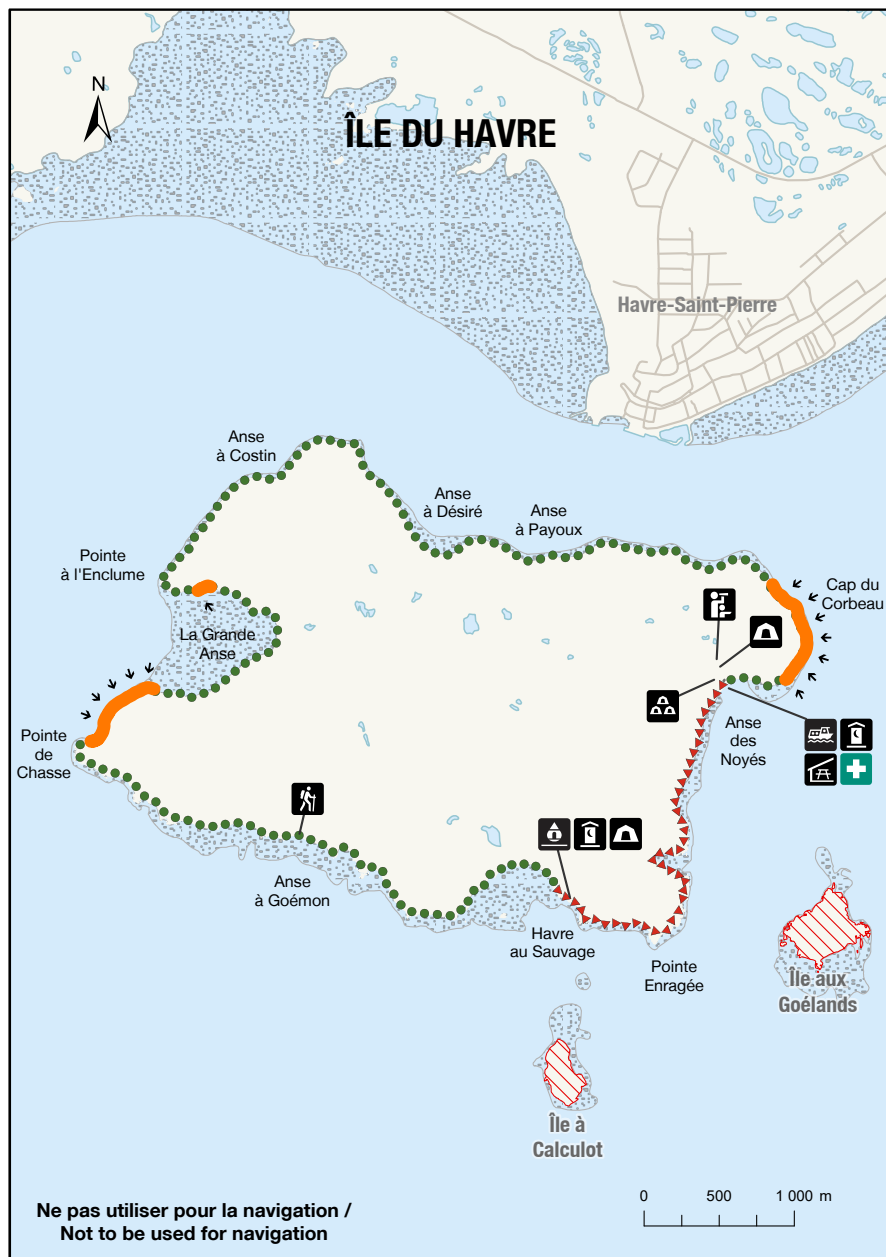 N
ÎLE DU HAVRE
Havre-Saint-Pierre
Anse
à Costin
Anse
à Désiré
Anse
à Payoux
Pointe
à l'Enclume
Cap du
Corbeau
La Grande
Anse
Pointe
de
Chasse
Anse
des
Noyés
Anse
à Goémon
Havre
au Sauvage
Pointe
Enragée
Île aux
Goélands
Île à
Calculot
Ne pas utiliser pour la navigation /
Not to be used for navigation
0 500 1 000 m